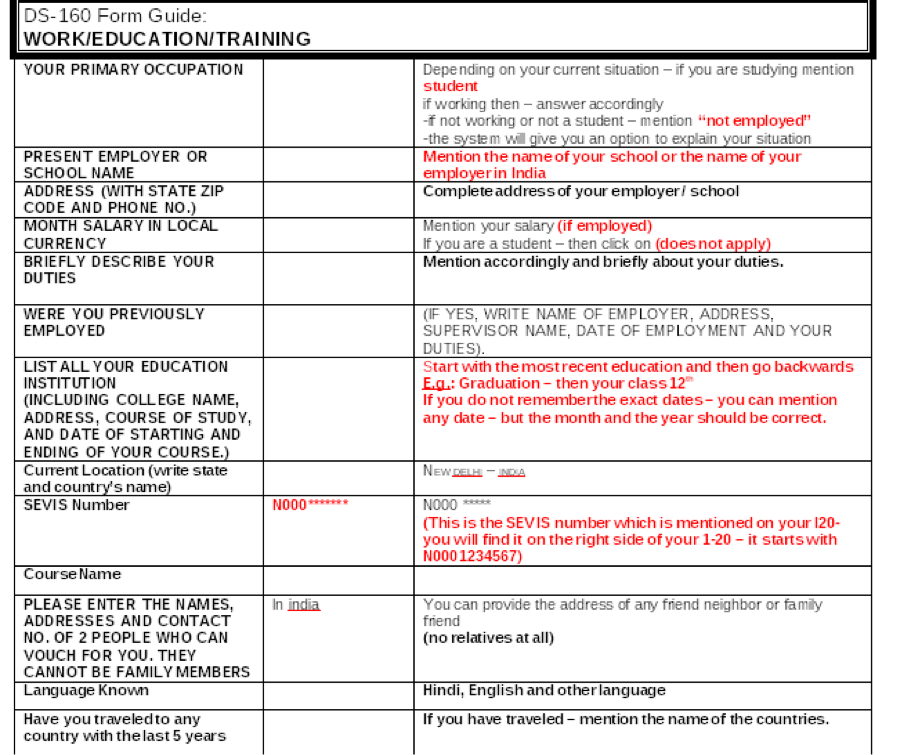 DS-160 Form Guide:
WORK/EDUCATION/TRAINING
YOUR PRIMARY OCCUPATION
Depending on your current situation – if you are studying mention
student
if working then – answer accordingly
-if not working or not a student – mention “not employed”
-the system will give you an option to explain your situation
PRESENT EMPLOYER OR
SCHOOL NAME
Mention the name of your school or the name of your
employer in India
ADDRESS (WITH STATE ZIP
CODE AND PHONE NO.)
Complete address of your employer/ school
MONTH SALARY IN LOCAL
CURRENCY
Mention your salary (if employed)
If you are a student – then click on (does not apply)
BRIEFLY DESCRIBE YOUR
DUTIES
Mention accordingly and briefly about your duties.
WERE YOU PREVIOUSLY
EMPLOYED
(IF YES, WRITE NAME OF EMPLOYER, ADDRESS,
SUPERVISOR NAME, DATE OF EMPLOYMENT AND YOUR
DUTIES).
LIST ALL YOUR EDUCATION
INSTITUTION
(INCLUDING COLLEGE NAME,
ADDRESS, COURSE OF STUDY,
AND DATE OF STARTING AND
ENDING OF YOUR COURSE.)
Start with the most recent education and then go backwards
E.g.: Graduation – then your class 12th
If you do not remember the exact dates – you can mention
any date – but the month and the year should be correct.
Current Location (write state
and country's name)
NEW DELHI – INDIA
SEVIS Number
N000*******
N000 *****
(This is the SEVIS number which is mentioned on your I20-
you will find it on the right side of your 1-20 – it starts with
N0001234567)
Course Name
PLEASE ENTER THE NAMES,
ADDRESSES AND CONTACT
NO. OF 2 PEOPLE WHO CAN
VOUCH FOR YOU. THEY
CANNOT BE FAMILY MEMBERS
In india
You can provide the address of any friend neighbor or family
friend
(no relatives at all)
Language Known
Hindi, English and other language
Have you traveled to any
country with the last 5 years
If you have traveled – mention the name of the countries.